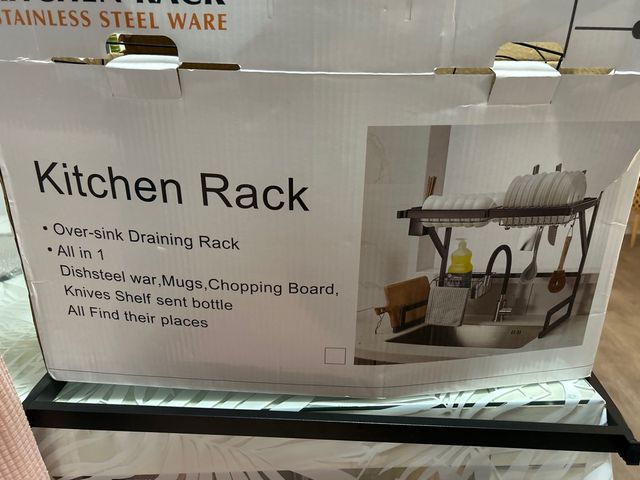 STAINLESS STEEL WARE
Kitchen Rack
• Over-sink Draining Rack
• All in 1
Dishsteel war,Mugs,Chopping Board,
Knives Shelf sent bottle
All Find their places